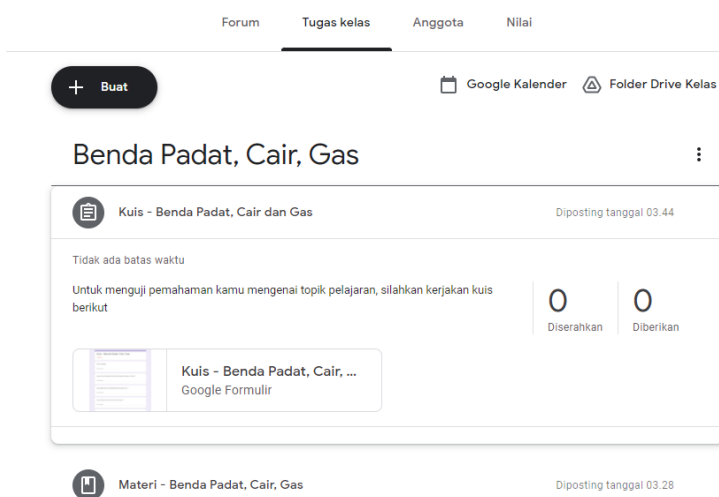 Forum Tugas kelas Anggota Nilai
+ Buat
Google Kalender Folder Drive Kelas
Benda Padat, Cair, Gas
Kuis - Benda Padat, Cair dan Gas Diposting tanggal 03.44
Tidak ada batas waktu
Untuk menguji pemahaman kamu mengenai topik pelajaran, silahkan kerjakan kuis
berikut
0 0
Diserahkan Diberikan
Kuis - Benda Padat, Cair, ...
Google Formulir
Materi - Benda Padat, Cair, Gas Diposting tanggal 03.28